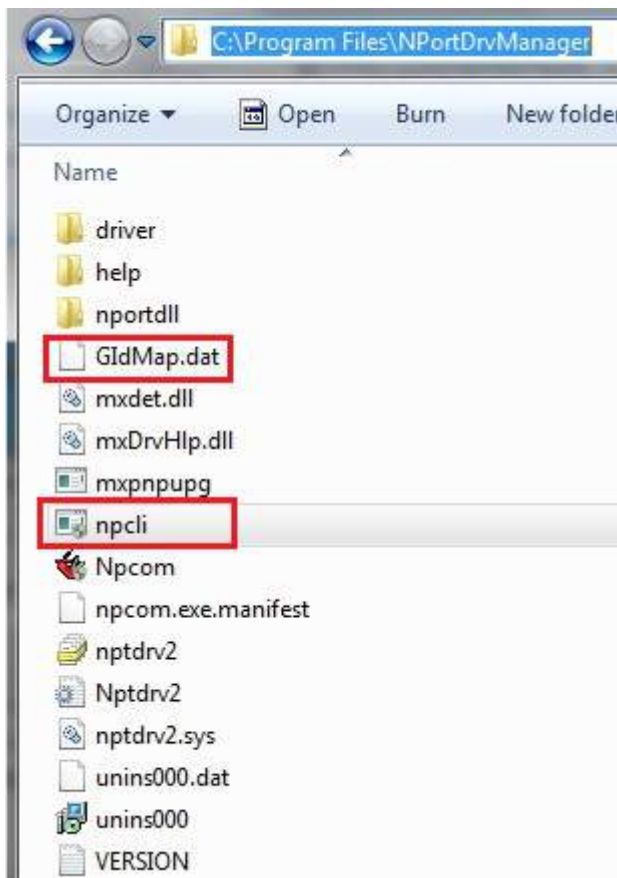 C:\Program Files\NPortDrvManager
Organize Open Burn New folder
Name
driver
help
nportdll
GIdMap.dat
mxdet.dll
mxDrvHlp.dll
mxpnpupg
npcli
Npcom
npcom.exe.manifest
nptdrv2
Nptdrv2
nptdrv2.sys
unins000.dat
unins000
VERSION